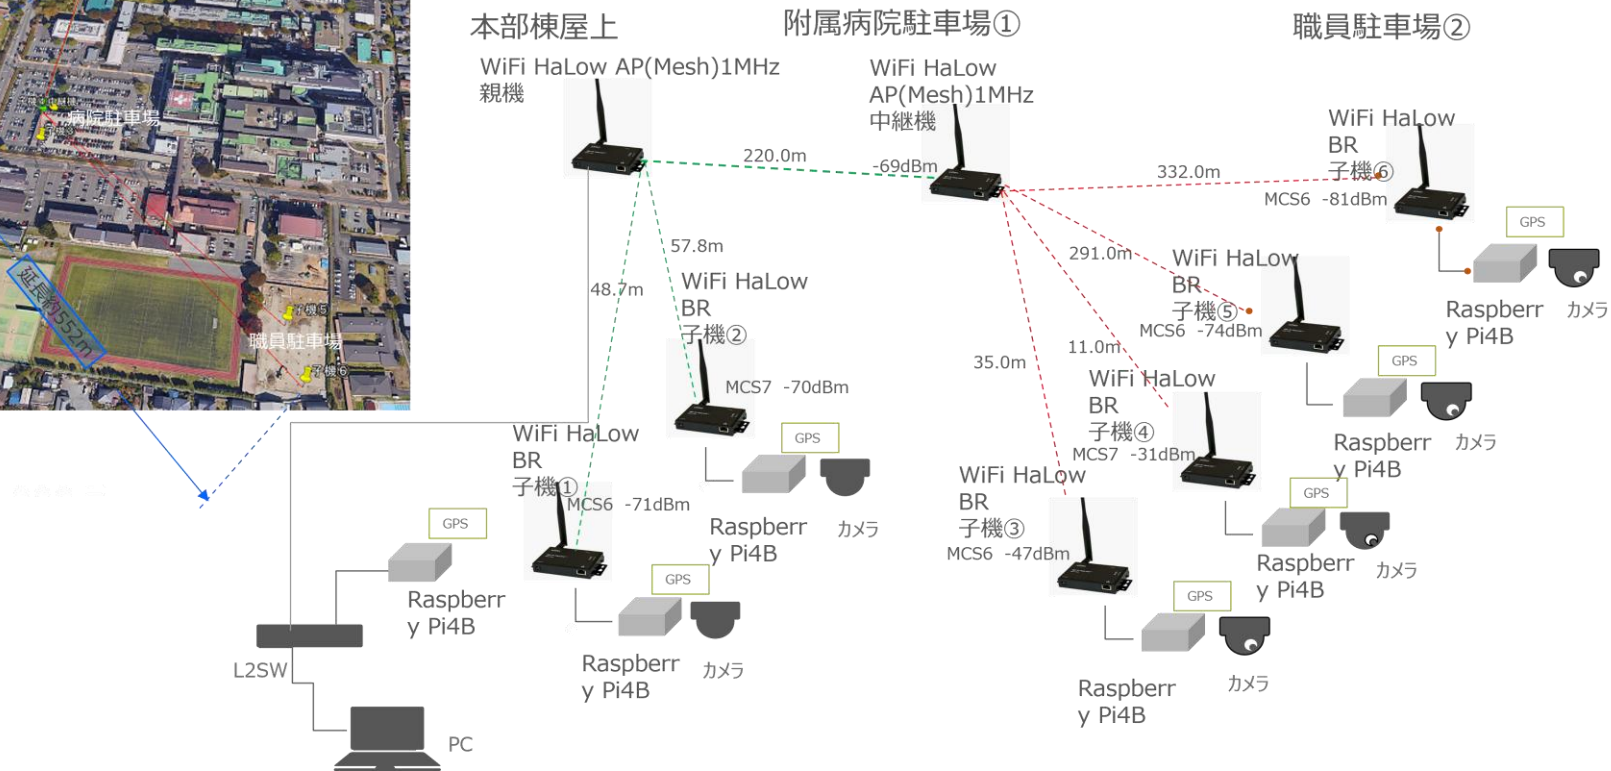 本部棟屋上
附属病院駐車場①
職員駐車場②
WiFi HaLow AP(Mesh)1MHz
親機
WiFi HaLow
AP(Mesh)1MHz
中継機
220.0m
-69dBm
WiFi HaLow
BR
子機⑥
332.0m
MCS6 -81dBm
GPS
Raspberr
y Pi4B
カメラ
291.0m
WiFi HaLow
BR
子機⑤
MCS6 -74dBm
GPS
Raspberr
y Pi4B
カメラ
11.0m
WiFi HaLow
BR
子機④
MCS7 -31dBm
GPS
Raspberr
y Pi4B
カメラ
35.0m
WiFi HaLow
BR
子機③
MCS6 -47dBm
GPS
Raspberr
y Pi4B
カメラ
57.8m
WiFi HaLow
BR
子機②
MCS7 -70dBm
GPS
Raspberr
y Pi4B
カメラ
48.7m
WiFi HaLow
BR
子機①
MCS6 -71dBm
GPS
Raspberr
y Pi4B
カメラ
GPS
Raspberr
y Pi4B
L2SW
PC
病院駐車場
子機3
延長約552m
子機5
職員駐車場
子機6